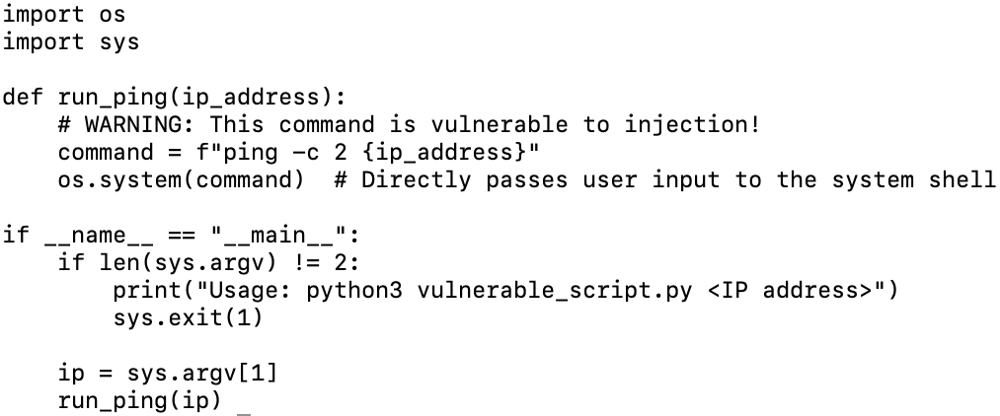 import os
import sys

def run_ping(ip_address):
    # WARNING: This command is vulnerable to injection!
    command = f"ping -c 2 {ip_address}"
    os.system(command)  # Directly passes user input to the system shell

if __name__ == "__main__":
    if len(sys.argv) != 2:
        print("Usage: python3 vulnerable_script.py <IP address>")
        sys.exit(1)

    ip = sys.argv[1]
    run_ping(ip)